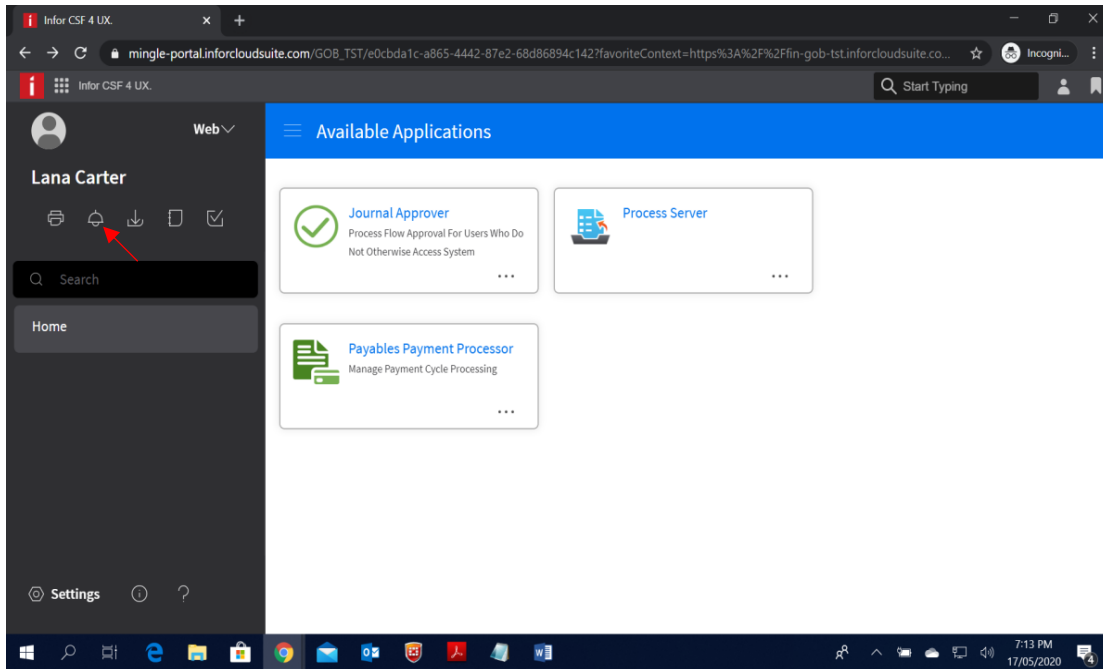 Infor CSF 4 UX.
mingle-portal.inforcloudsuite.com/GOB_TST/e0cbda1c-a865-4442-87e2-68d86894c142?favoriteContext=https%3A%2F%2Ffin-gob-tst.inforcloudsuite.co...
Incogni...
Infor CSF 4 UX.
Start Typing
Web
Available Applications
Lana Carter
Journal Approver
Process Flow Approval For Users Who Do
Not Otherwise Access System
...
Process Server
...
Search
Home
Payables Payment Processor
Manage Payment Cycle Processing
...
Settings
7:13 PM
17/05/2020
4